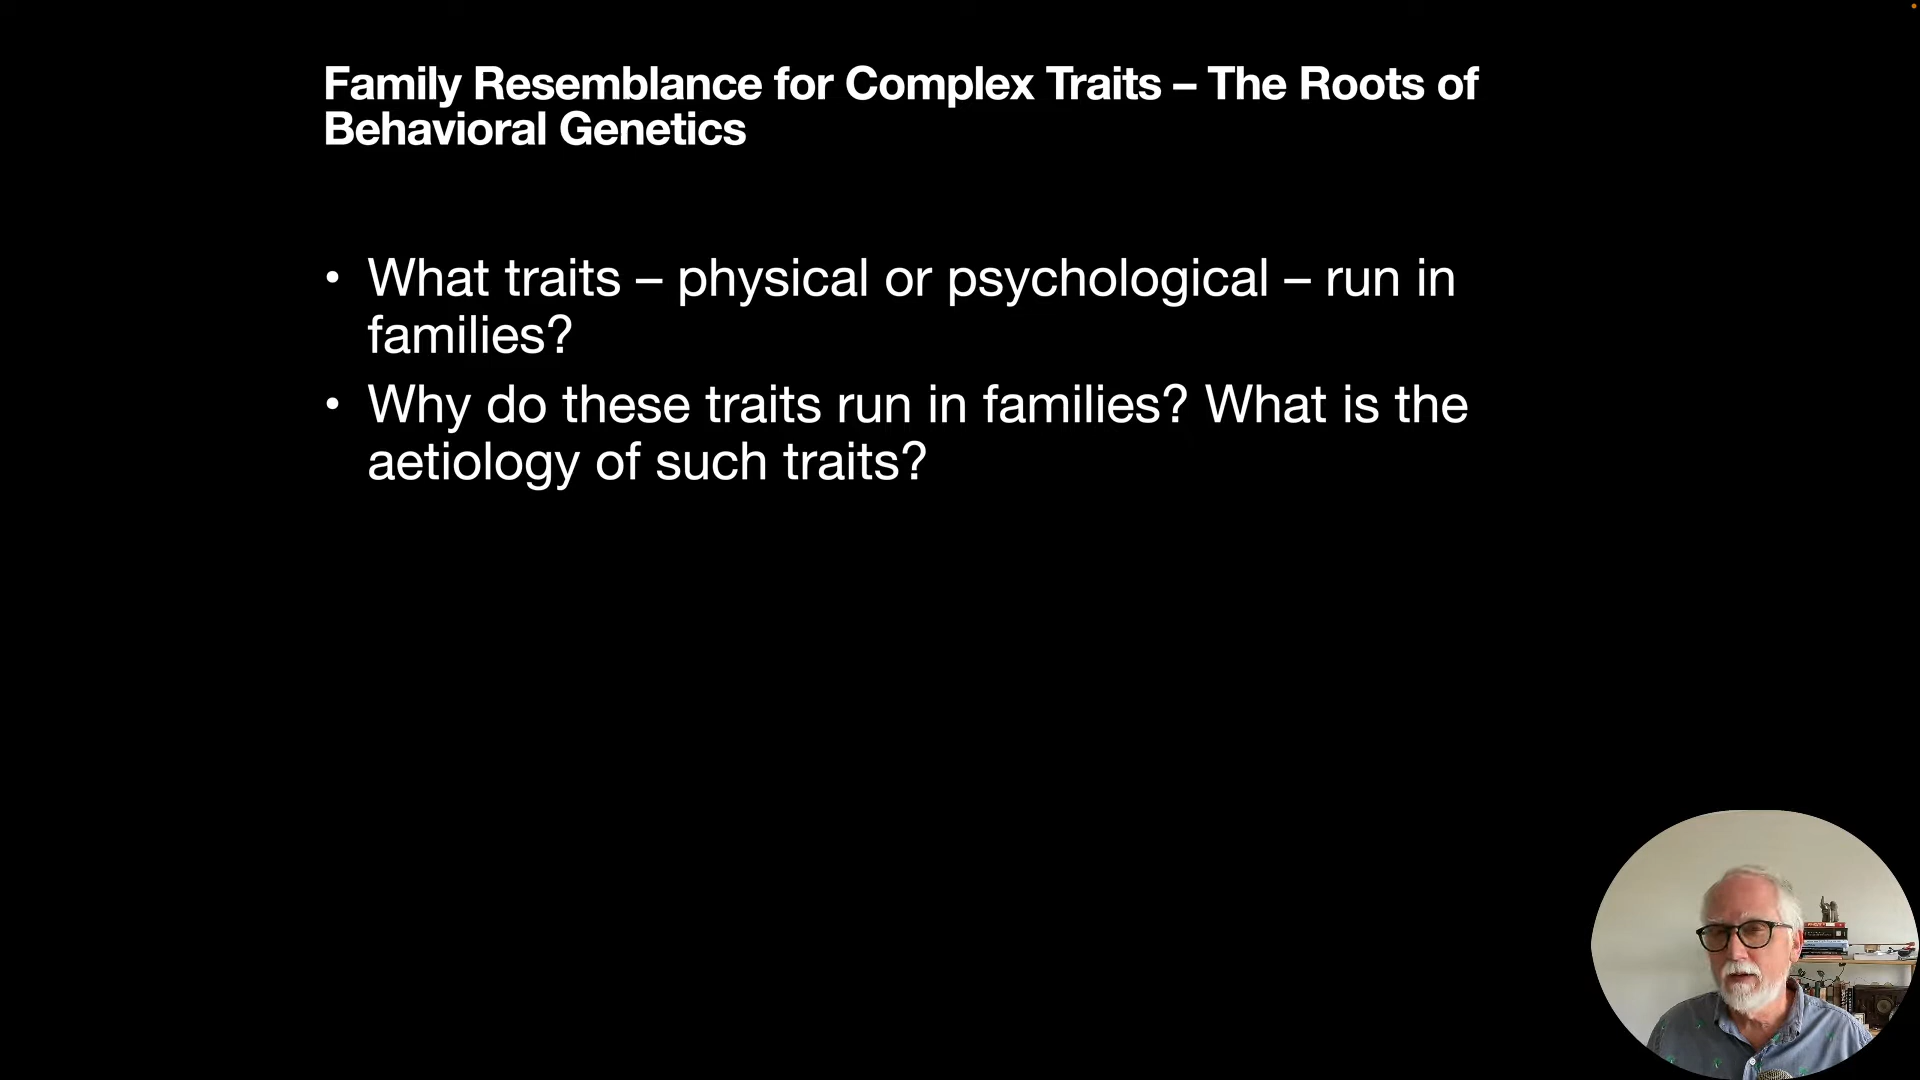 Family Resemblance for Complex Traits – The Roots of
Behavioral Genetics
• What traits – physical or psychological – run in
families?
• Why do these traits run in families? What is the
aetiology of such traits?